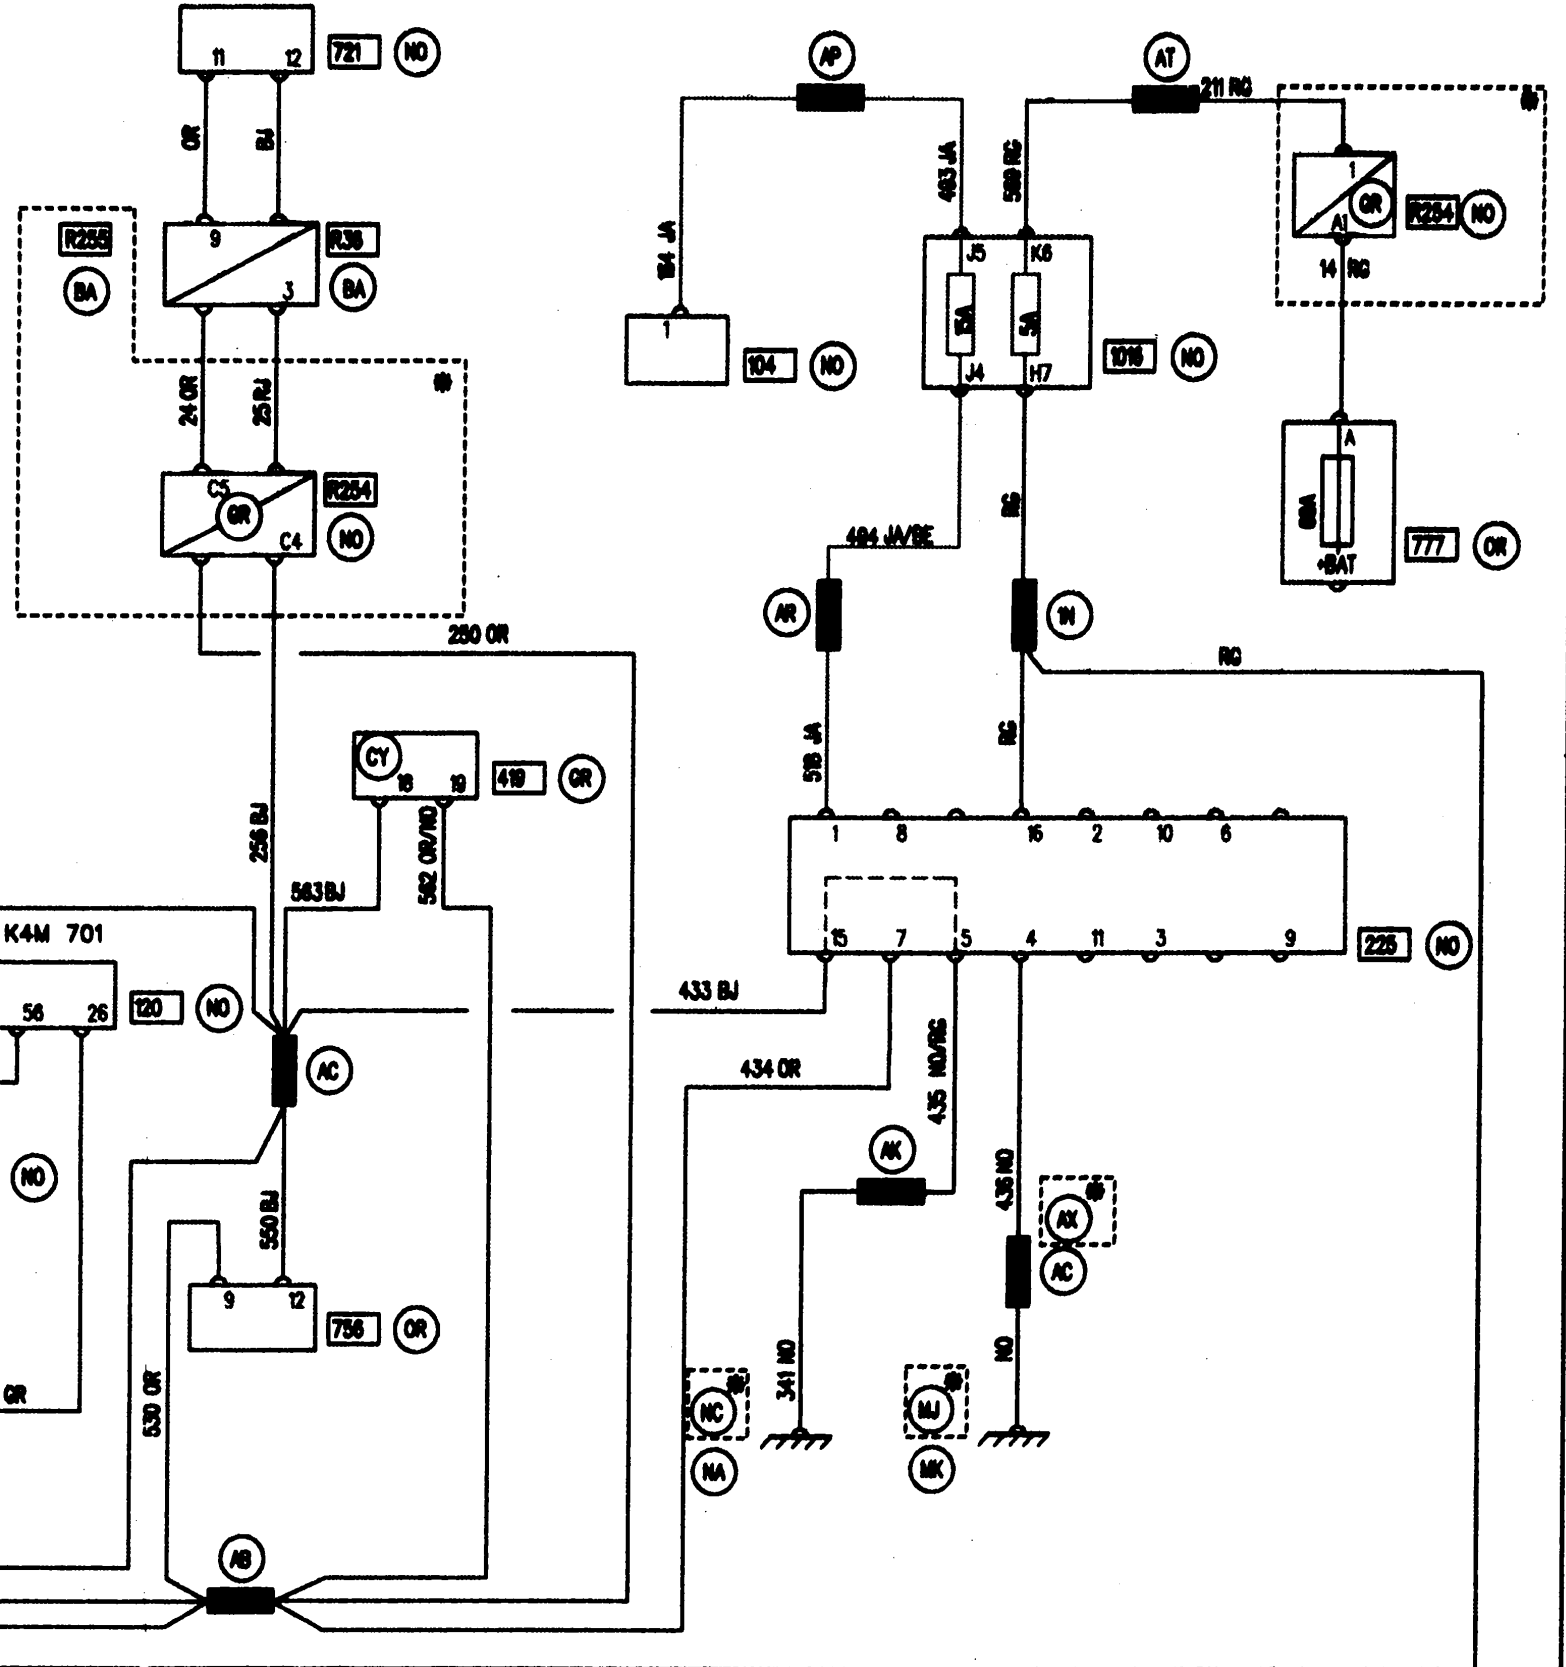 11 12
721 NO
AP
AT
211 RG
OR
BJ
483 JA
589 RG
9
R255
R36
3
BA
BA
1
GR
R254 NO
A1
14 RG
184 JA
J5
K6
1
15A
5A
104 NO
1016 NO
J4
H7
24 OR
25 RJ
C5
GR
R254
C4
NO
A
80A
+BAT
777 OR
RG
484 JA/BE
AR
1N
250 OR
RG
518 JA
RG
CY
18 19
419 GR
256 BJ
562 OR/NO
563 BJ
1 8 16 2 10 6
15 7 5 4 11 3 9
225 NO
K4M 701
56 26
120 NO
433 BJ
AC
434 OR
435 NO/RG
AK
436 NO
NO
AX
AC
550 BJ
9 12
756 OR
530 OR
GR
341 NO
NO
NC
NA
MJ
MK
AB